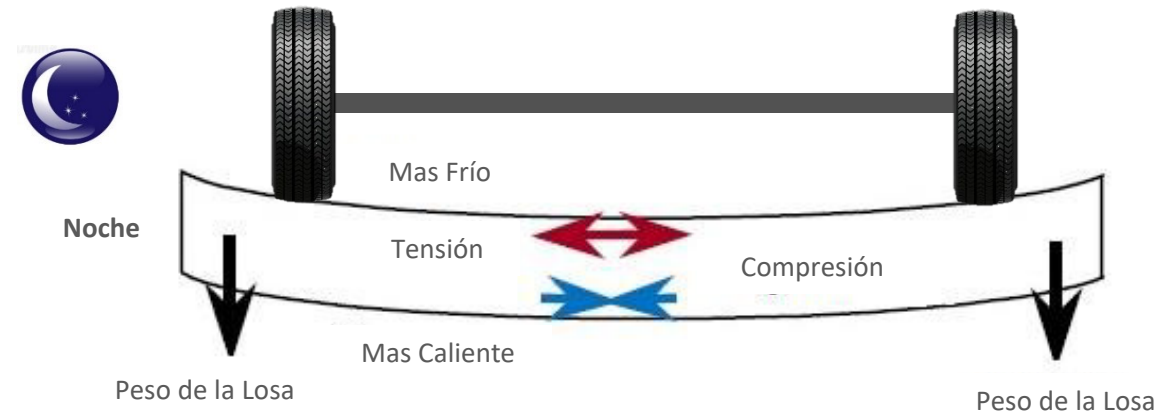 Mas Frío
Noche
Tensión
Compresión
Mas Caliente
Peso de la Losa
Peso de la Losa